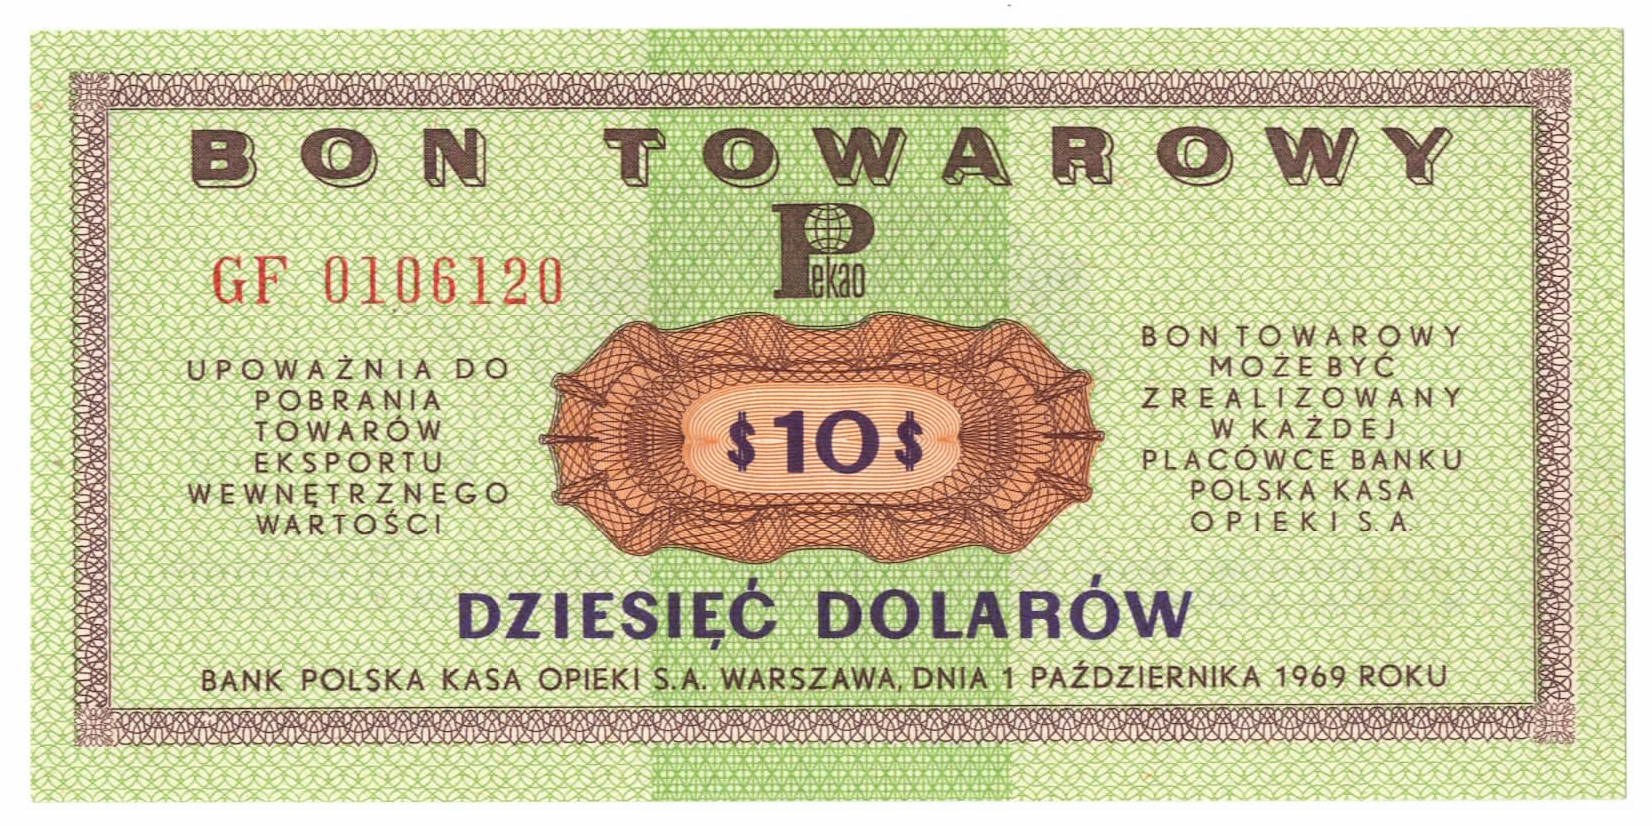 BON TOWAROWY
Pekao
GF 0106120
UPOWAŻNIA DO
POBRANIA
TOWARÓW
EKSPORTU
WEWNĘTRZNEGO
WARTOŚCI
$10$
BON TOWAROWY
MOŻE BYĆ
ZREALIZOWANY
W KAŻDEJ
PLACÓWCE BANKU
POLSKA KASA
OPIEKI S.A.
DZIESIĘĆ DOLARÓW
BANK POLSKA KASA OPIEKI S.A. WARSZAWA, DNIA 1 PAŹDZIERNIKA 1969 ROKU